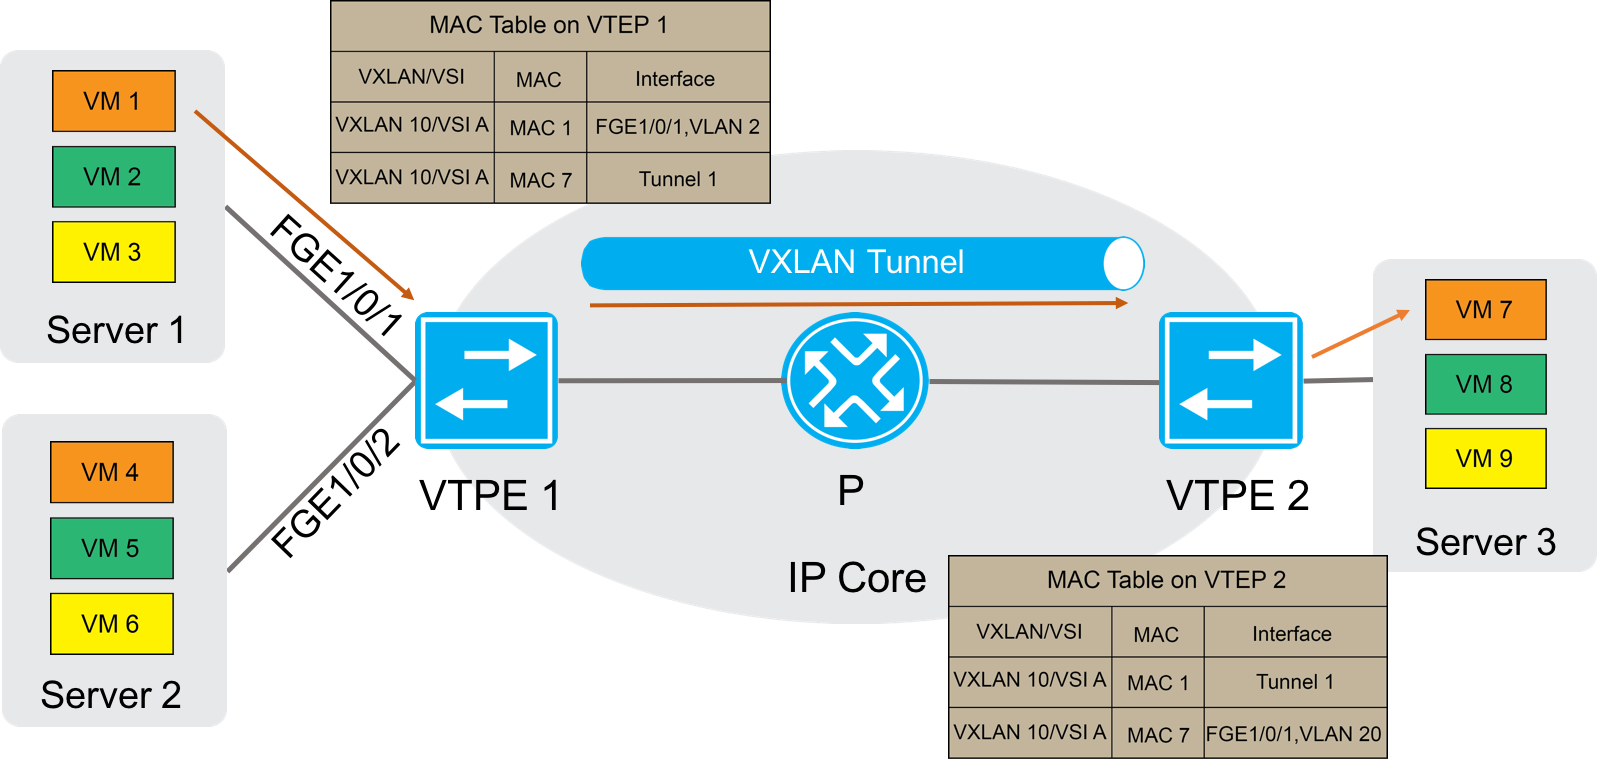 MAC Table on VTEP 1
VXLAN/VSI MAC Interface
VXLAN 10/VSI A MAC 1 FGE1/0/1,VLAN 2
VXLAN 10/VSI A MAC 7 Tunnel 1
VM 1
VM 2
VM 3
Server 1
FGE1/0/1
VM 4
VM 5
VM 6
Server 2
FGE1/0/2
VXLAN Tunnel
VTPE 1
P
VTPE 2
IP Core
VM 7
VM 8
VM 9
Server 3
MAC Table on VTEP 2
VXLAN/VSI MAC Interface
VXLAN 10/VSI A MAC 1 Tunnel 1
VXLAN 10/VSI A MAC 7 FGE1/0/1,VLAN 20